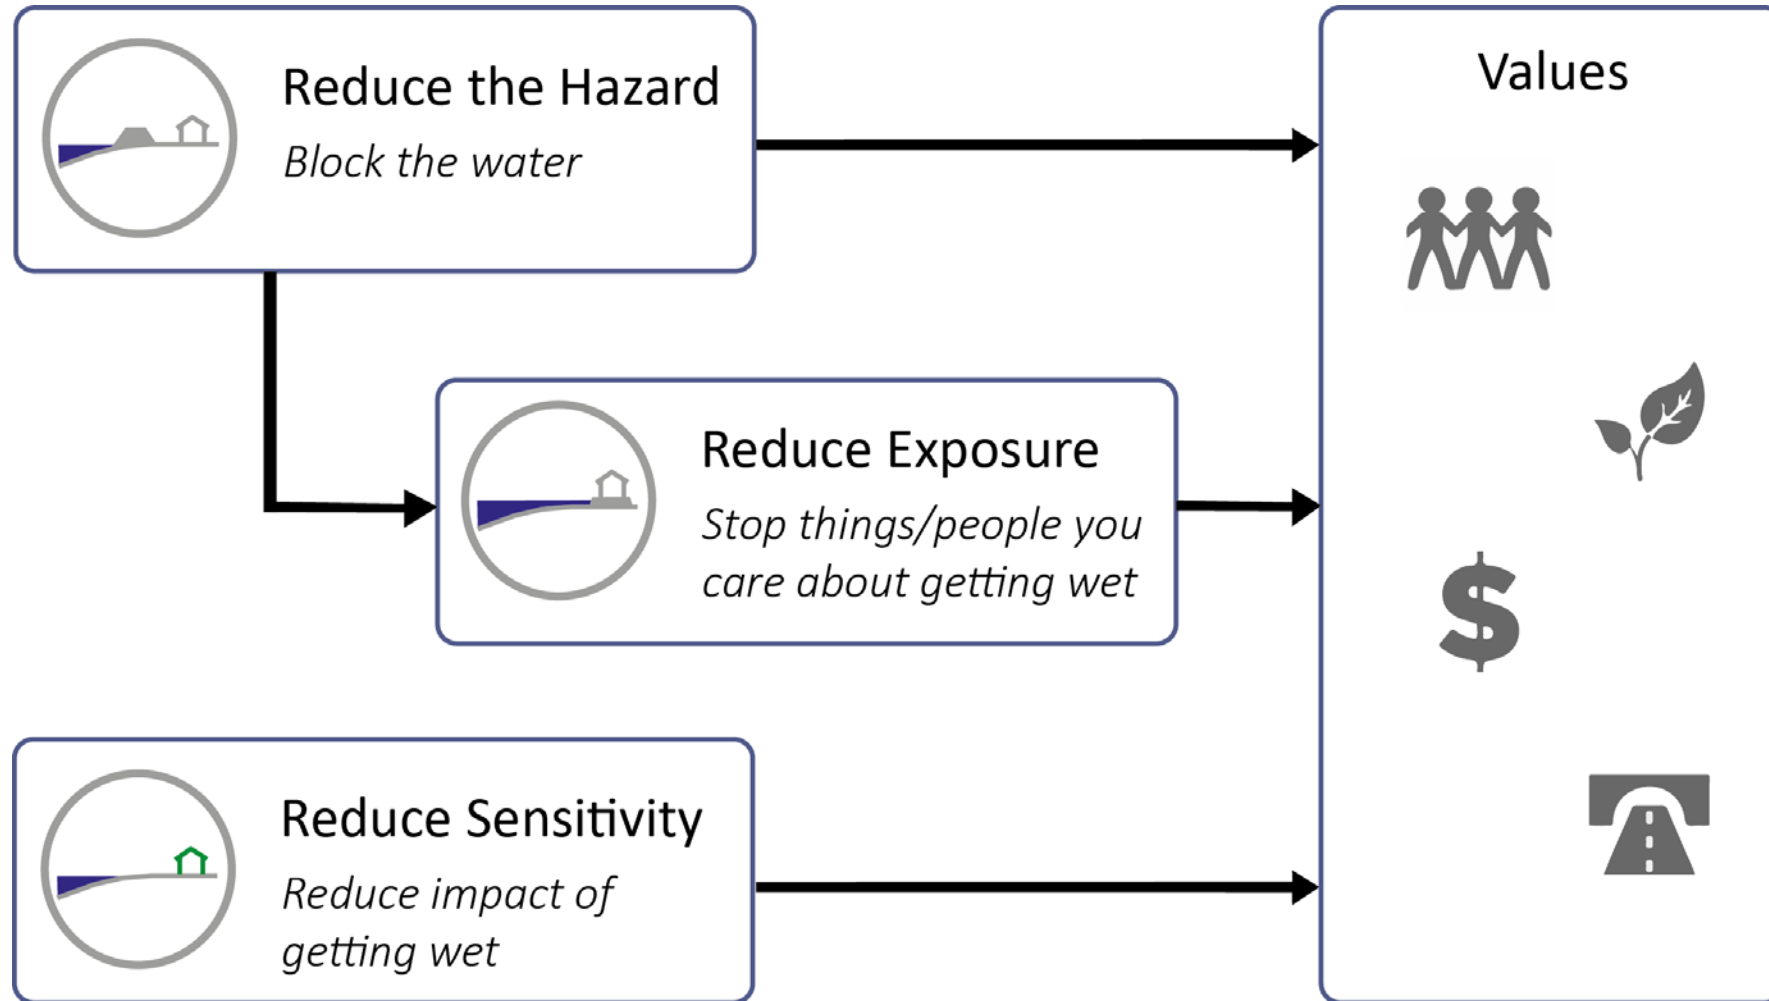 Reduce the Hazard
Block the water
Values
Reduce Exposure
Stop things/people you
care about getting wet
$
Reduce Sensitivity
Reduce impact of
getting wet